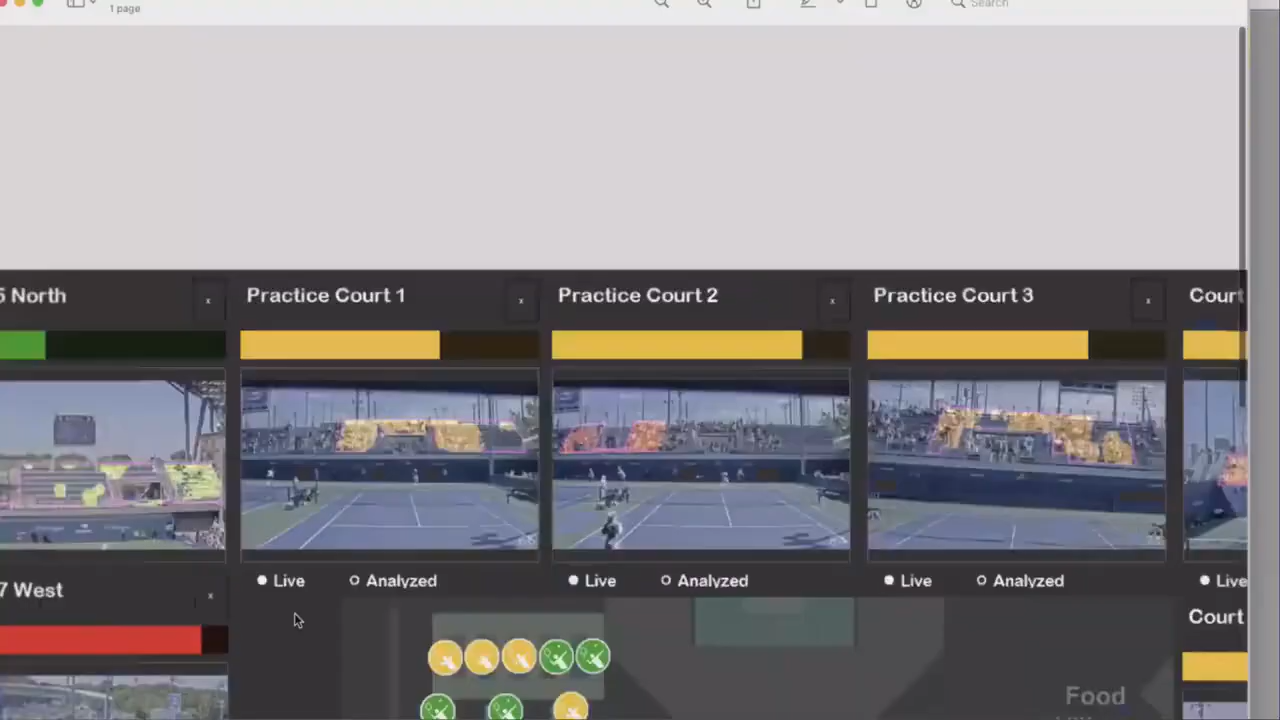 1 page
Search
5 North
x
Practice Court 1
x
Practice Court 2
x
Practice Court 3
x
Court
Live
Analyzed
Live
Analyzed
Live
Analyzed
Live
7 West
x
Court
Food